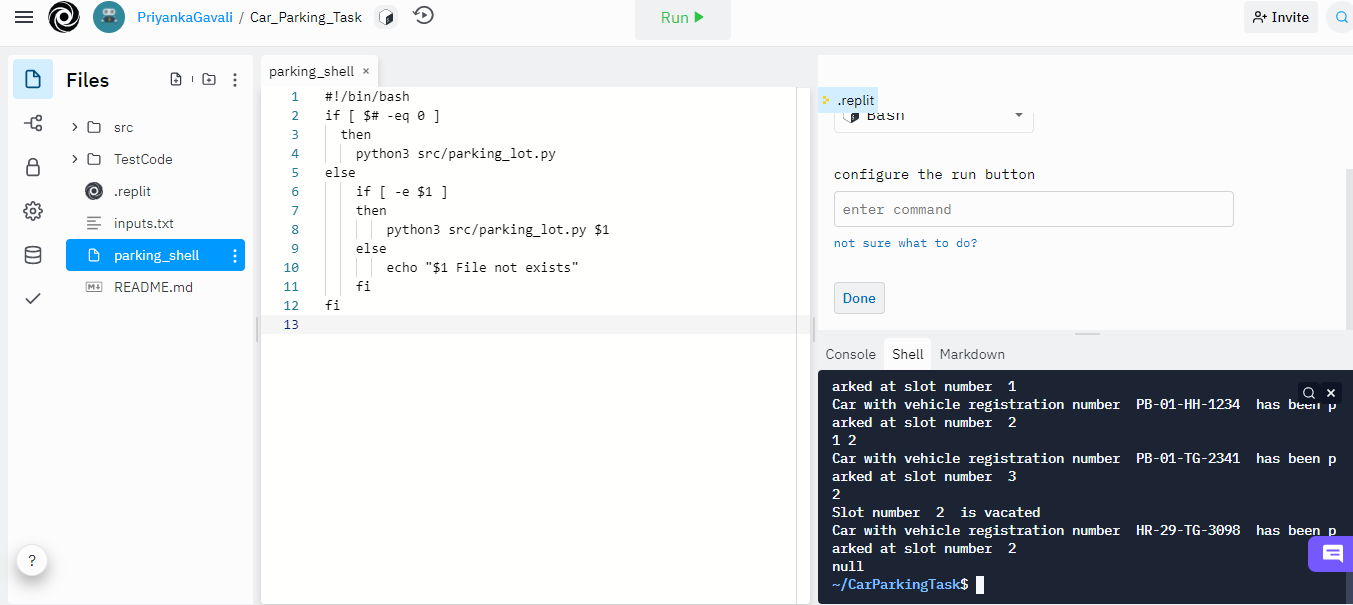 PriyankaGavali / Car_Parking_Task
Run
Invite
Files
src
TestCode
.replit
inputs.txt
parking_shell
README.md
?
parking_shell ×
1 #!/bin/bash
2 if [ $# -eq 0 ]
3 then
4 python3 src/parking_lot.py
5 else
6 if [ -e $1 ]
7 then
8 python3 src/parking_lot.py $1
9 else
10 echo "$1 File not exists"
11 fi
12 fi
13
.replit
Bash
configure the run button
enter command
not sure what to do?
Done
Console Shell Markdown
arked at slot number  1
Car with vehicle registration number  PB-01-HH-1234  has been p
arked at slot number  2
1 2
Car with vehicle registration number  PB-01-TG-2341  has been p
arked at slot number  3
2
Slot number  2  is vacated
Car with vehicle registration number  HR-29-TG-3098  has been p
arked at slot number  2
null
~/CarParkingTask$